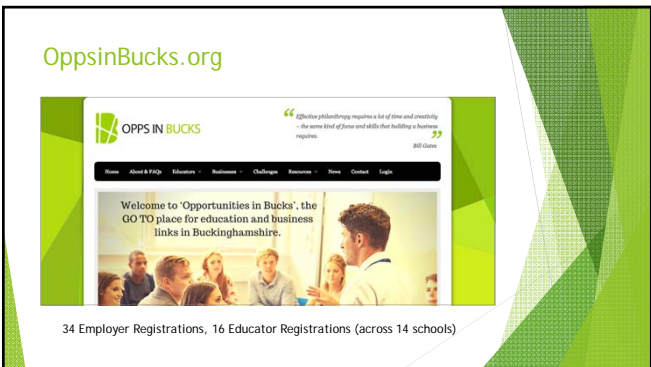 OppsinBucks.org
OPPS IN BUCKS
“ Effective philanthropy requires a lot of time and creativity
– the same kind of focus and skills that building a business
requires. ”
Bill Gates
Home About & FAQs Educators Businesses Challenges Resources News Contact Login
Welcome to 'Opportunities in Bucks', the
GO TO place for education and business
links in Buckinghamshire.
34 Employer Registrations, 16 Educator Registrations (across 14 schools)